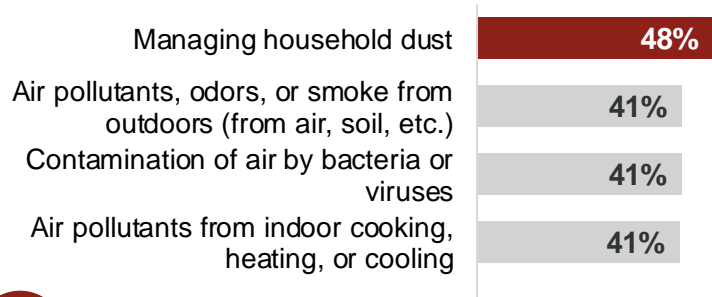 Managing household dust 48%
Air pollutants, odors, or smoke from
outdoors (from air, soil, etc.) 41%
Contamination of air by bacteria or
viruses 41%
Air pollutants from indoor cooking,
heating, or cooling 41%